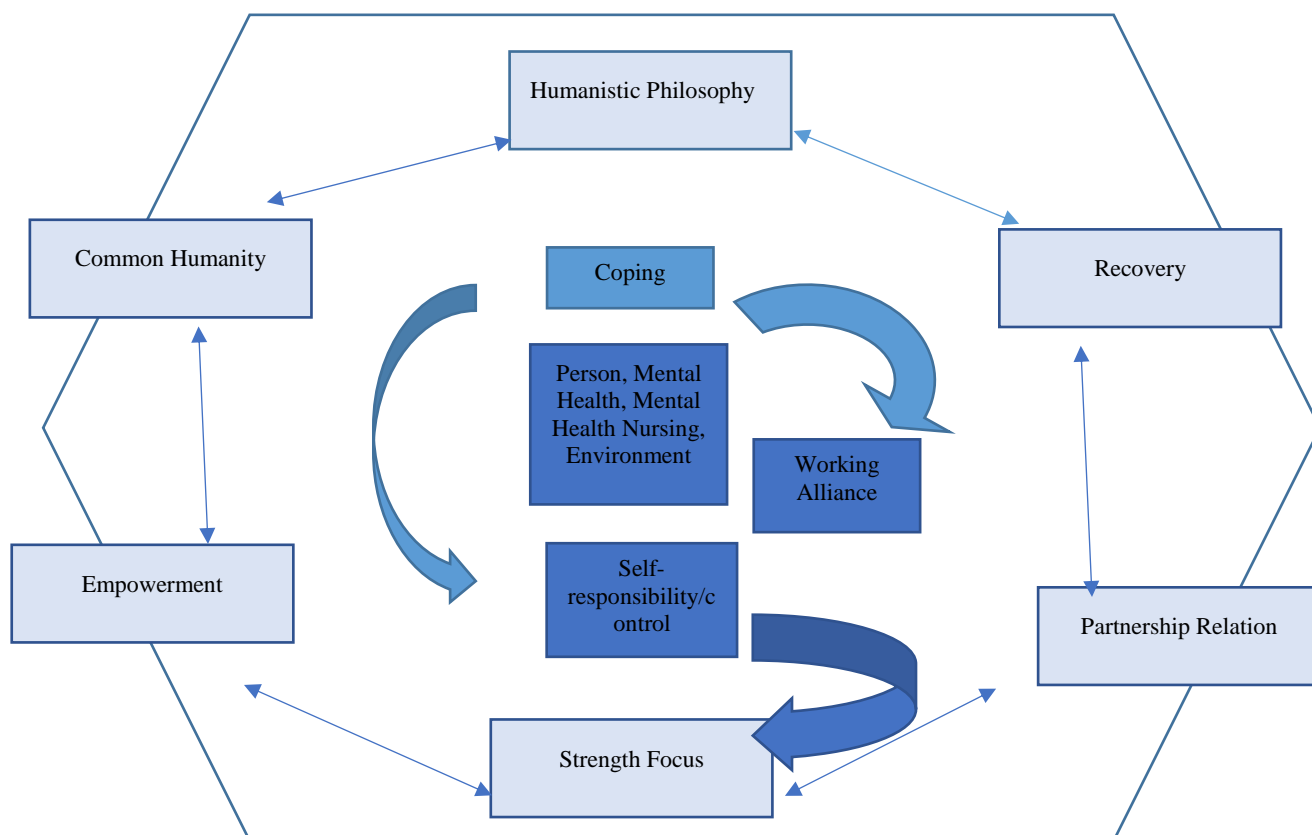 Humanistic Philosophy
Common Humanity
Recovery
Coping
Person, Mental
Health, Mental
Health Nursing,
Environment
Working
Alliance
Self-
responsibility/c
ontrol
Empowerment
Partnership Relation
Strength Focus